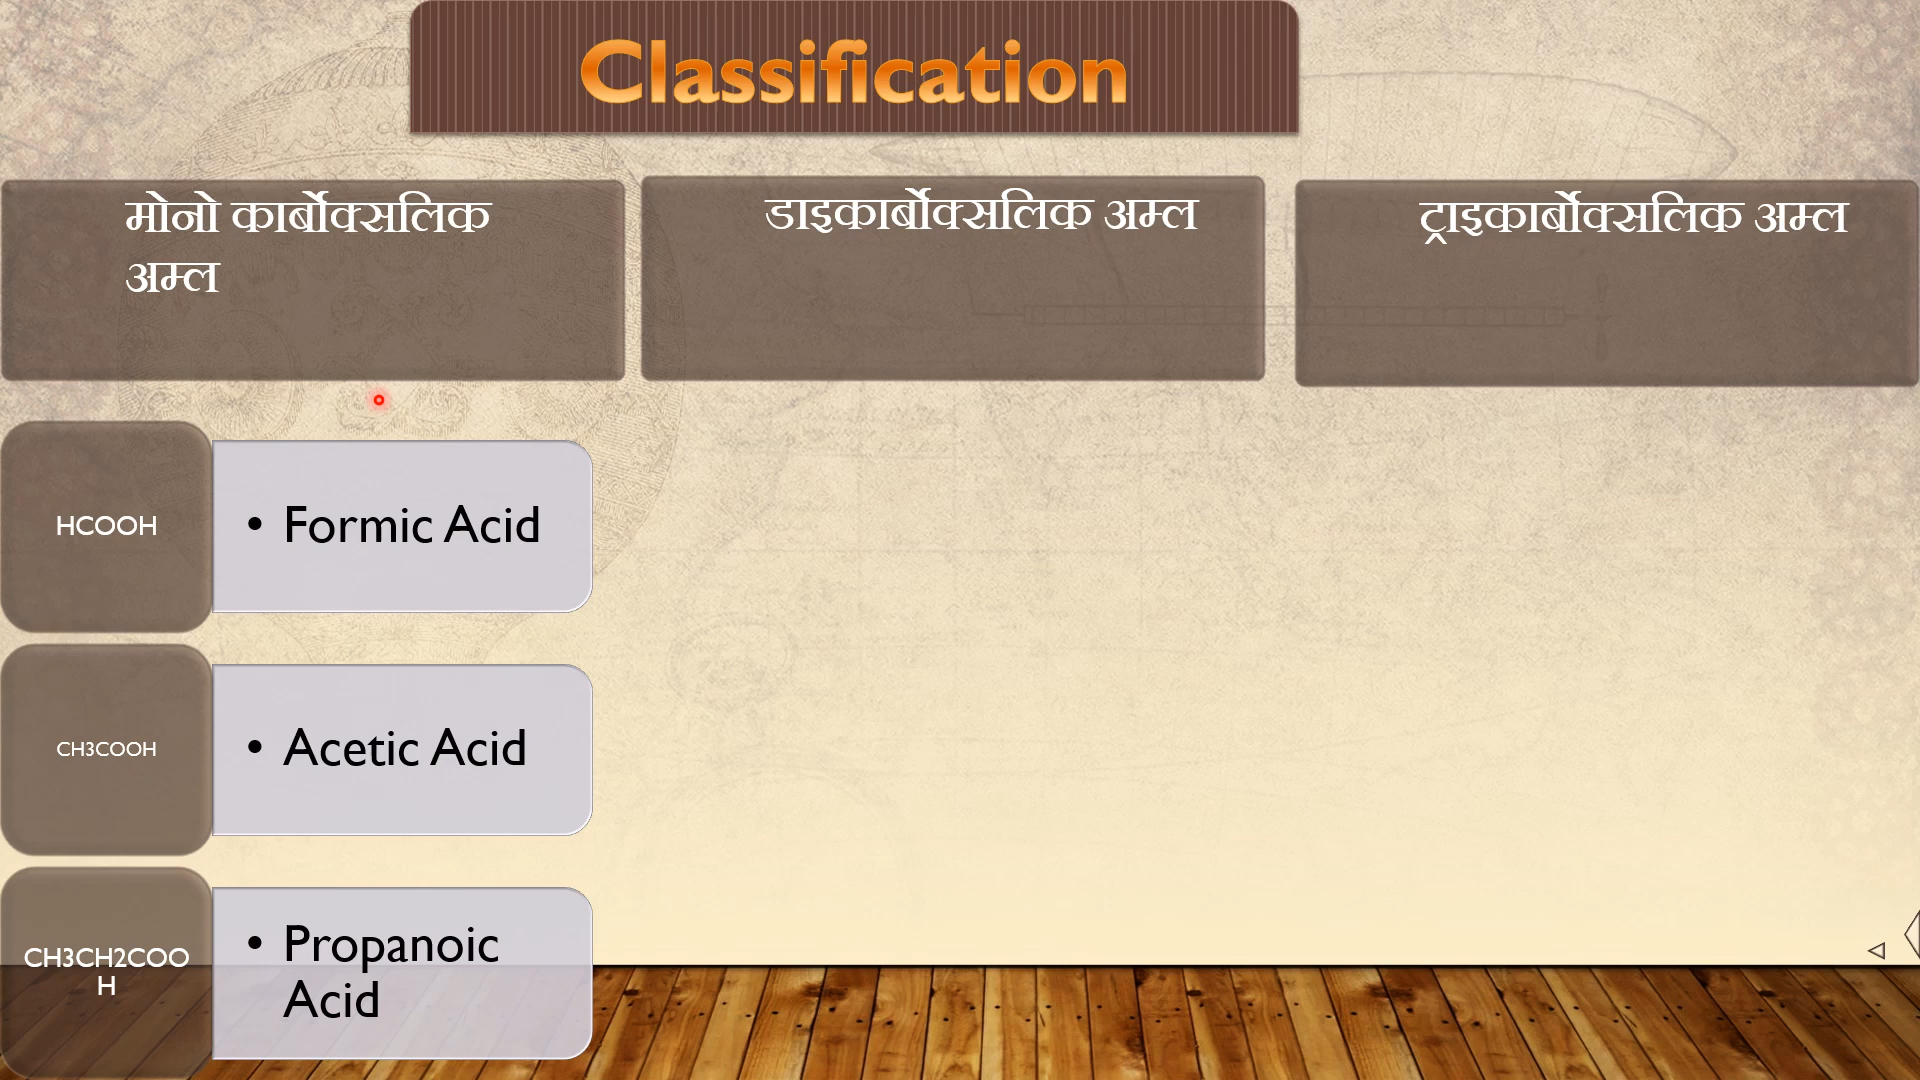 Classification
मोनो कार्बोक्सलिक
अम्ल
डाइकार्बोक्सलिक अम्ल
ट्राइकार्बोक्सलिक अम्ल
HCOOH
• Formic Acid
CH3COOH
• Acetic Acid
CH3CH2COO
H
• Propanoic
Acid